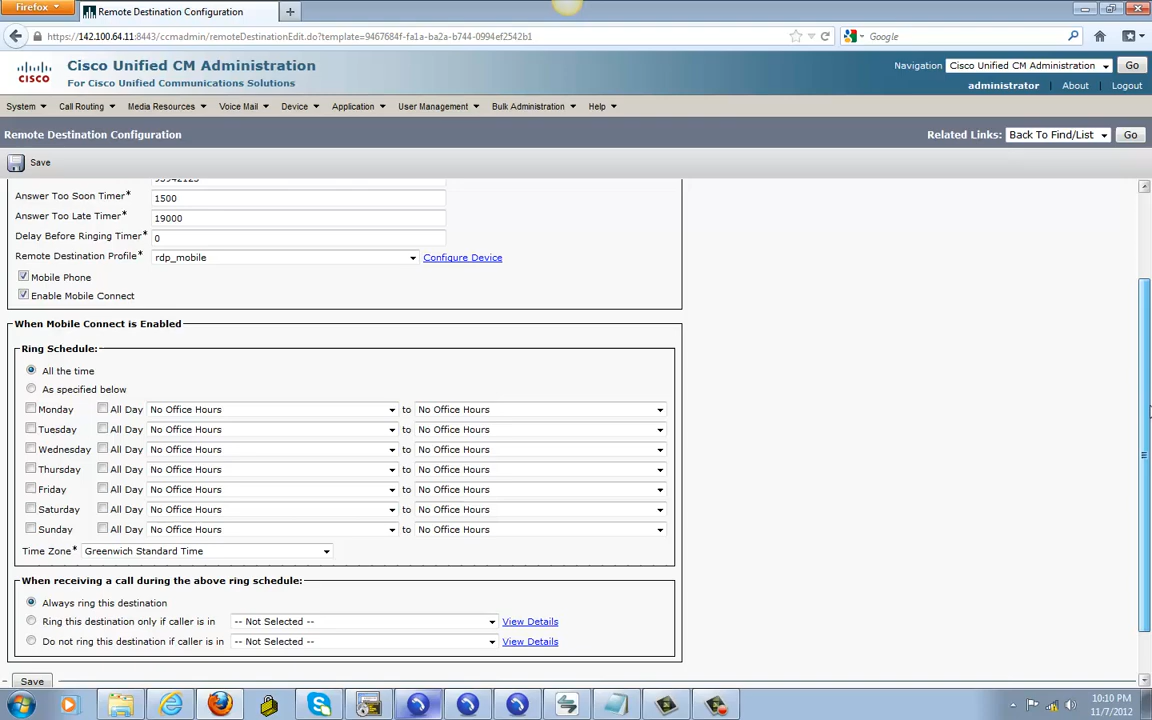 Firefox
Remote Destination Configuration
https://142.100.64.11:8443/ccmadmin/remoteDestinationEdit.do?template=9467684f-fa1a-ba2a-b744-0994ef2542b1
Google
CISCO
Cisco Unified CM Administration
For Cisco Unified Communications Solutions
Navigation Cisco Unified CM Administration Go
administrator About Logout
System Call Routing Media Resources Voice Mail Device Application User Management Bulk Administration Help
Remote Destination Configuration
Related Links: Back To Find/List Go
Save
Answer Too Soon Timer* 1500
Answer Too Late Timer* 19000
Delay Before Ringing Timer* 0
Remote Destination Profile* rdp_mobile Configure Device
Mobile Phone
Enable Mobile Connect
When Mobile Connect is Enabled
Ring Schedule:
All the time
As specified below
Monday All Day No Office Hours to No Office Hours
Tuesday All Day No Office Hours to No Office Hours
Wednesday All Day No Office Hours to No Office Hours
Thursday All Day No Office Hours to No Office Hours
Friday All Day No Office Hours to No Office Hours
Saturday All Day No Office Hours to No Office Hours
Sunday All Day No Office Hours to No Office Hours
Time Zone* Greenwich Standard Time
When receiving a call during the above ring schedule:
Always ring this destination
Ring this destination only if caller is in -- Not Selected -- View Details
Do not ring this destination if caller is in -- Not Selected -- View Details
Save
10:10 PM
11/7/2012